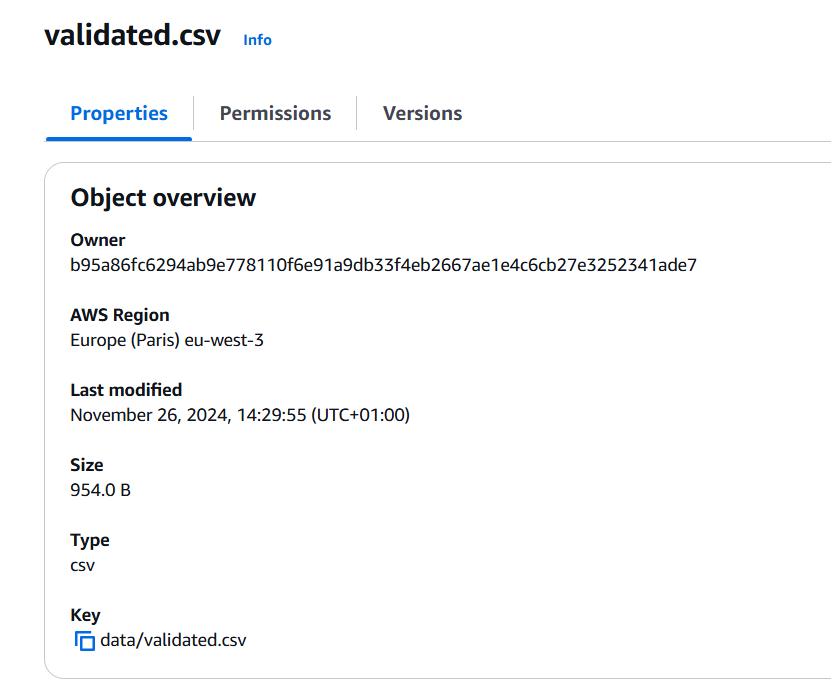 validated.csv Info
Properties Permissions Versions
Object overview
Owner
b95a86fc6294ab9e778110f6e91a9db33f4eb2667ae1e4c6cb27e3252341ade7
AWS Region
Europe (Paris) eu-west-3
Last modified
November 26, 2024, 14:29:55 (UTC+01:00)
Size
954.0 B
Type
csv
Key
data/validated.csv